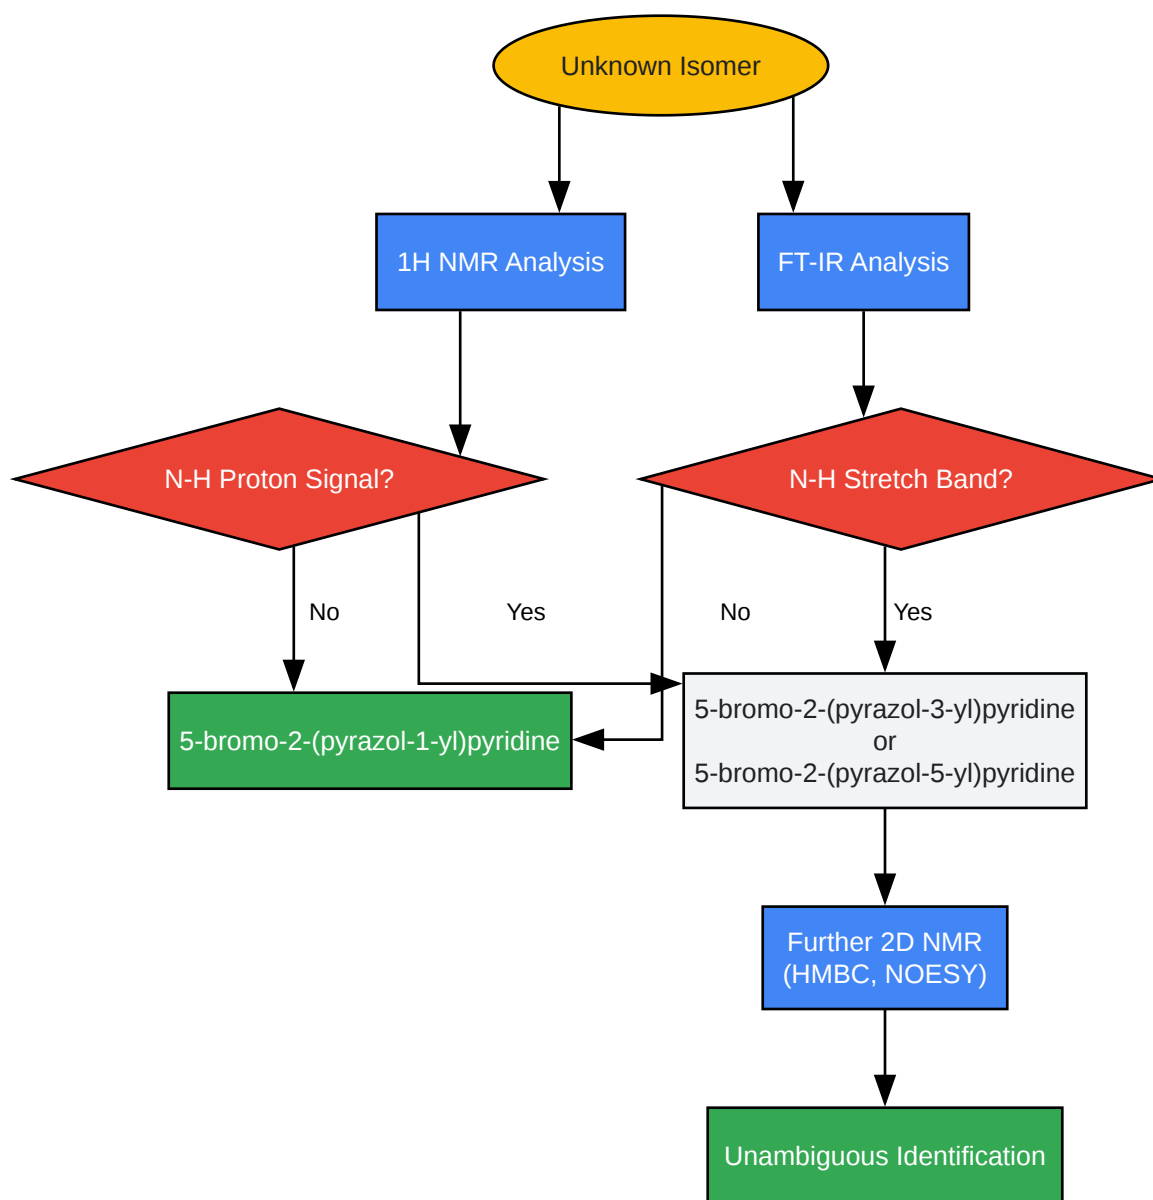 Unknown Isomer
1H NMR Analysis
FT-IR Analysis
N-H Proton Signal?
N-H Stretch Band?
No
Yes
No
Yes
5-bromo-2-(pyrazol-1-yl)pyridine
5-bromo-2-(pyrazol-3-yl)pyridine
or
5-bromo-2-(pyrazol-5-yl)pyridine
Further 2D NMR
(HMBC, NOESY)
Unambiguous Identification